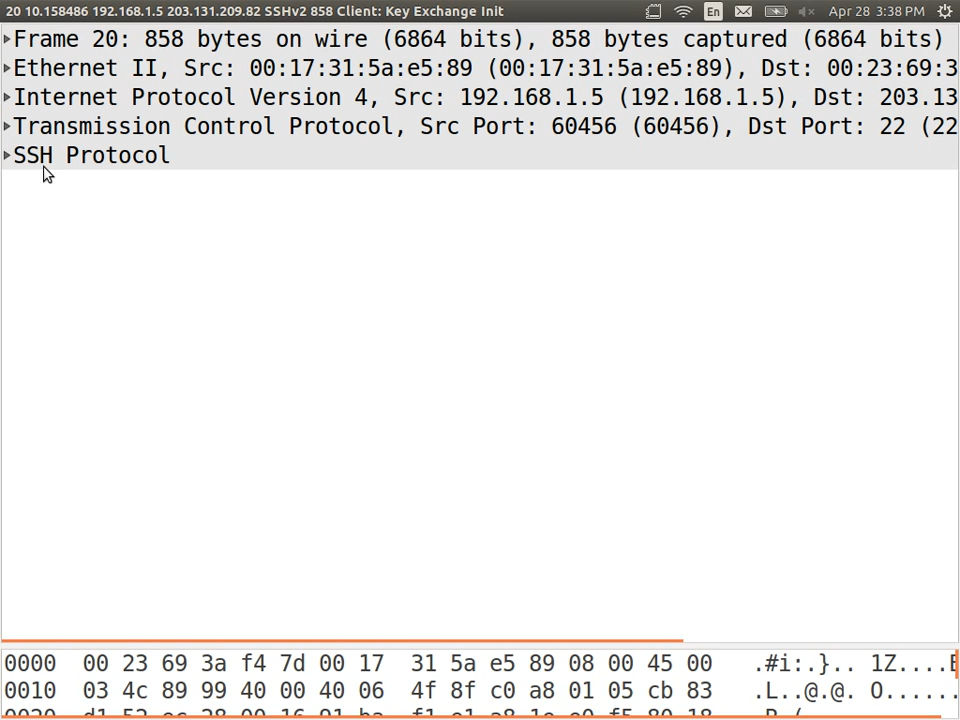 20 10.158486 192.168.1.5 203.131.209.82 SSHv2 858 Client: Key Exchange Init En Apr 28 3:38 PM
Frame 20: 858 bytes on wire (6864 bits), 858 bytes captured (6864 bits)
Ethernet II, Src: 00:17:31:5a:e5:89 (00:17:31:5a:e5:89), Dst: 00:23:69:3
Internet Protocol Version 4, Src: 192.168.1.5 (192.168.1.5), Dst: 203.13
Transmission Control Protocol, Src Port: 60456 (60456), Dst Port: 22 (22
SSH Protocol
0000 00 23 69 3a f4 7d 00 17 31 5a e5 89 08 00 45 00 .#i:.}.. 1Z....E
0010 03 4c 89 99 40 00 40 06 4f 8f c0 a8 01 05 cb 83 .L..@.@. O......